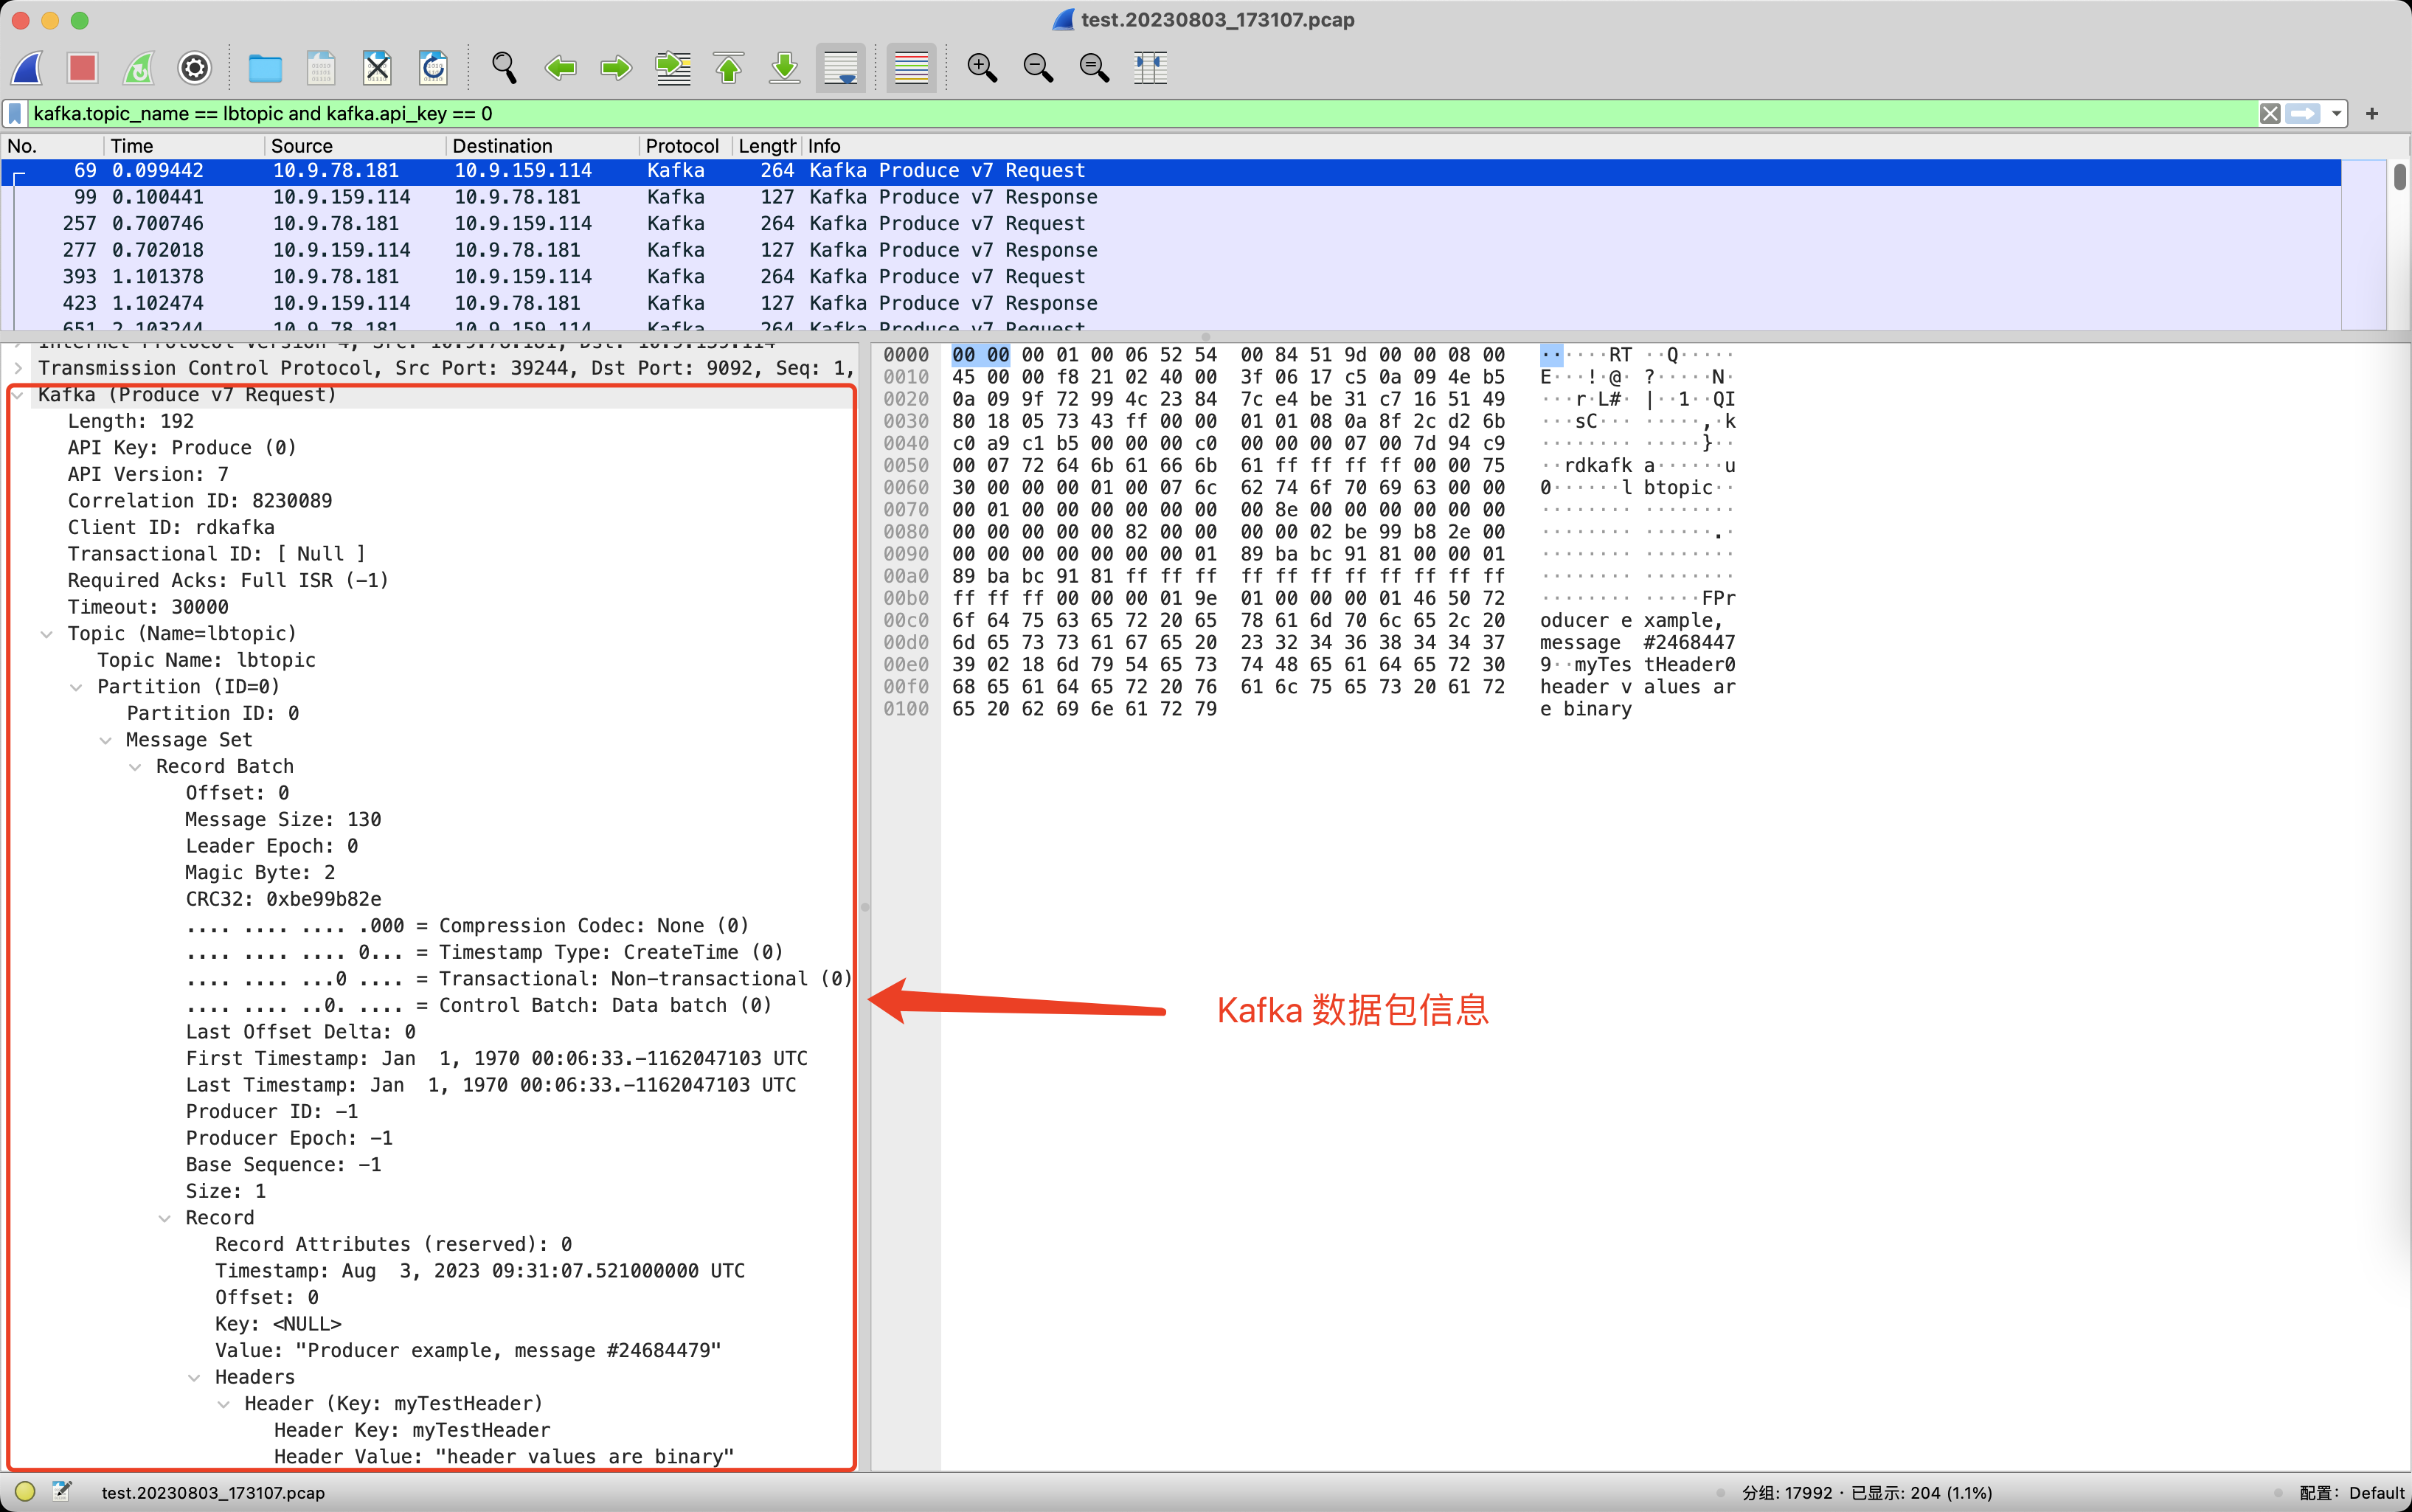 test.20230803_173107.pcap
kafka.topic_name == lbtopic and kafka.api_key == 0
No. Time Source Destination Protocol Length Info
69 0.099442 10.9.78.181 10.9.159.114 Kafka 264 Kafka Produce v7 Request
99 0.100441 10.9.159.114 10.9.78.181 Kafka 127 Kafka Produce v7 Response
257 0.700746 10.9.78.181 10.9.159.114 Kafka 264 Kafka Produce v7 Request
277 0.702018 10.9.159.114 10.9.78.181 Kafka 127 Kafka Produce v7 Response
393 1.101378 10.9.78.181 10.9.159.114 Kafka 264 Kafka Produce v7 Request
423 1.102474 10.9.159.114 10.9.78.181 Kafka 127 Kafka Produce v7 Response
651 2.103244 10.9.78.181 10.9.159.114 Kafka 264 Kafka Produce v7 Request
Internet Protocol Version 4, Src: 10.9.78.181, Dst: 10.9.159.114
Transmission Control Protocol, Src Port: 39244, Dst Port: 9092, Seq: 1,
Kafka (Produce v7 Request)
Length: 192
API Key: Produce (0)
API Version: 7
Correlation ID: 8230089
Client ID: rdkafka
Transactional ID: [ Null ]
Required Acks: Full ISR (-1)
Timeout: 30000
Topic (Name=lbtopic)
Topic Name: lbtopic
Partition (ID=0)
Partition ID: 0
Message Set
Record Batch
Offset: 0
Message Size: 130
Leader Epoch: 0
Magic Byte: 2
CRC32: 0xbe99b82e
.... .... .... .000 = Compression Codec: None (0)
.... .... .... 0... = Timestamp Type: CreateTime (0)
.... .... ...0 .... = Transactional: Non-transactional (0)
.... .... ..0. .... = Control Batch: Data batch (0)
Last Offset Delta: 0
First Timestamp: Jan  1, 1970 00:06:33.-1162047103 UTC
Last Timestamp: Jan  1, 1970 00:06:33.-1162047103 UTC
Producer ID: -1
Producer Epoch: -1
Base Sequence: -1
Size: 1
Record
Record Attributes (reserved): 0
Timestamp: Aug  3, 2023 09:31:07.521000000 UTC
Offset: 0
Key: <NULL>
Value: "Producer example, message #24684479"
Headers
Header (Key: myTestHeader)
Header Key: myTestHeader
Header Value: "header values are binary"
0000 00 00 00 01 00 06 52 54 00 84 51 9d 00 00 08 00 ······RT ··Q·····
0010 45 00 00 f8 21 02 40 00 3f 06 17 c5 0a 09 4e b5 E···!·@· ?·····N·
0020 0a 09 9f 72 99 4c 23 84 7c e4 be 31 c7 16 51 49 ···r·L#· |··1··QI
0030 80 18 05 73 43 ff 00 00 01 01 08 0a 8f 2c d2 6b ···sC··· ·····,·k
0040 c0 a9 c1 b5 00 00 00 c0 00 00 00 07 00 7d 94 c9 ········ ·····}··
0050 00 07 72 64 6b 61 66 6b 61 ff ff ff ff 00 00 75 ··rdkafk a······u
0060 30 00 00 00 01 00 07 6c 62 74 6f 70 69 63 00 00 0······l btopic··
0070 00 01 00 00 00 00 00 00 00 8e 00 00 00 00 00 00 ········ ········
0080 00 00 00 00 00 82 00 00 00 00 02 be 99 b8 2e 00 ········ ······.·
0090 00 00 00 00 00 00 00 01 89 ba bc 91 81 00 00 01 ········ ········
00a0 89 ba bc 91 81 ff ff ff ff ff ff ff ff ff ff ff ········ ········
00b0 ff ff ff 00 00 00 01 9e 01 00 00 00 01 46 50 72 ········ ·····FPr
00c0 6f 64 75 63 65 72 20 65 78 61 6d 70 6c 65 2c 20 oducer e xample,
00d0 6d 65 73 73 61 67 65 20 23 32 34 36 38 34 34 37 message  #2468447
00e0 39 02 18 6d 79 54 65 73 74 48 65 61 64 65 72 30 9··myTes tHeader0
00f0 68 65 61 64 65 72 20 76 61 6c 75 65 73 20 61 72 header v alues ar
0100 65 20 62 69 6e 61 72 79 e binary
Kafka 数据包信息
test.20230803_173107.pcap
分组: 17992 · 已显示: 204 (1.1%)
配置: Default